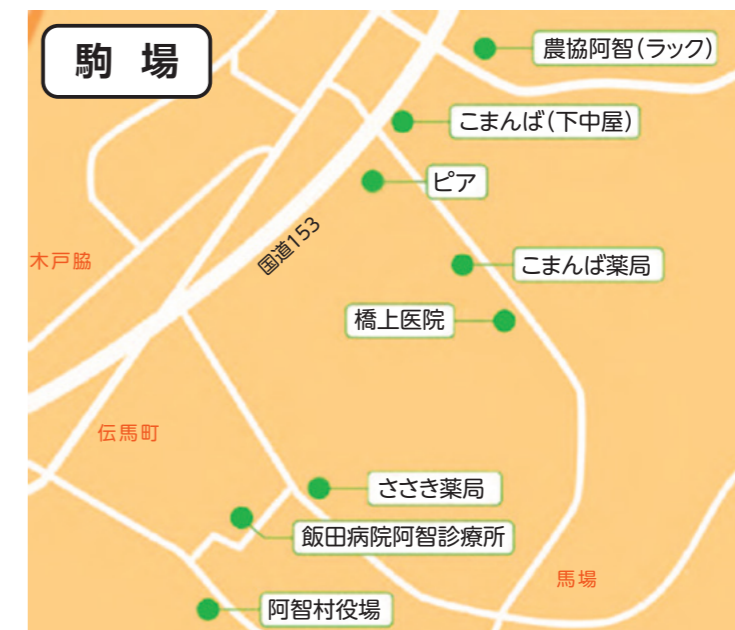 駒場
農協阿智(ラック)
こまんば(下中屋)
ピア
国道153
木戸脇
こまんば薬局
橋上医院
伝馬町
ささき薬局
飯田病院阿智診療所
馬場
阿智村役場